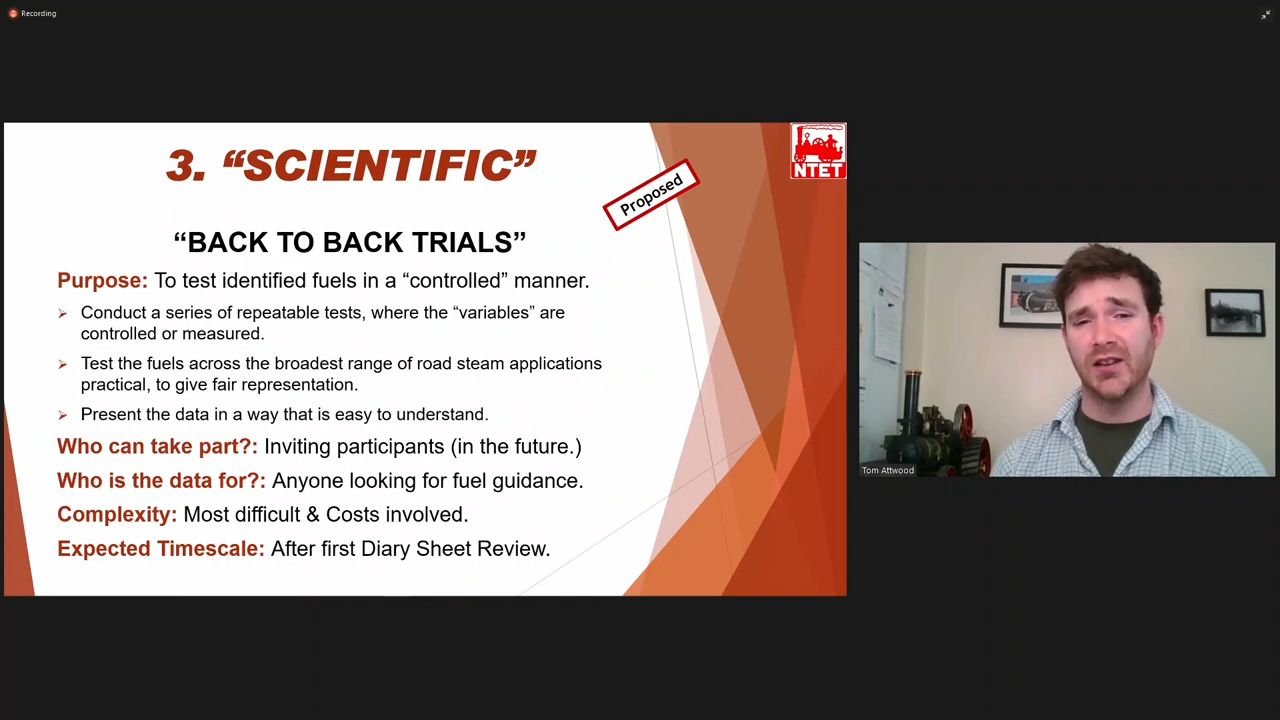 Recording
3. “SCIENTIFIC”
Proposed
NTET
“BACK TO BACK TRIALS”
Purpose: To test identified fuels in a “controlled” manner.
Conduct a series of repeatable tests, where the “variables” are
controlled or measured.
Test the fuels across the broadest range of road steam applications
practical, to give fair representation.
Present the data in a way that is easy to understand.
Who can take part?: Inviting participants (in the future.)
Who is the data for?: Anyone looking for fuel guidance.
Complexity: Most difficult & Costs involved.
Expected Timescale: After first Diary Sheet Review.
Tom Attwood